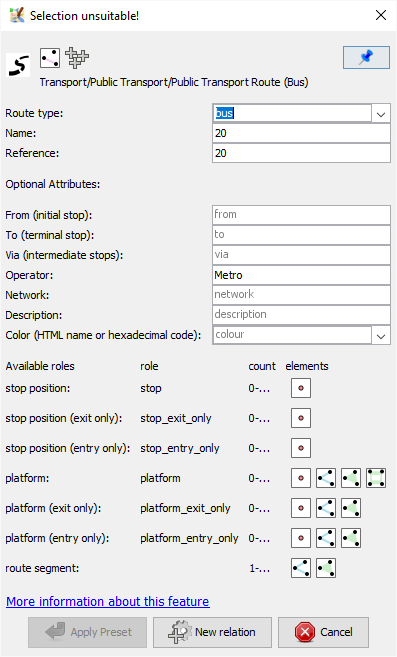 Selection unsuitable!
Transport/Public Transport/Public Transport Route (Bus)
Route type: bus
Name: 20
Reference: 20
Optional Attributes:
From (initial stop): from
To (terminal stop): to
Via (intermediate stops): via
Operator: Metro
Network: network
Description: description
Color (HTML name or hexadecimal code): colour
Available roles role count elements
stop position: stop 0-...
stop position (exit only): stop_exit_only 0-...
stop position (entry only): stop_entry_only 0-...
platform: platform 0-...
platform (exit only): platform_exit_only 0-...
platform (entry only): platform_entry_only 0-...
route segment: 1-...
More information about this feature
Apply Preset New relation Cancel